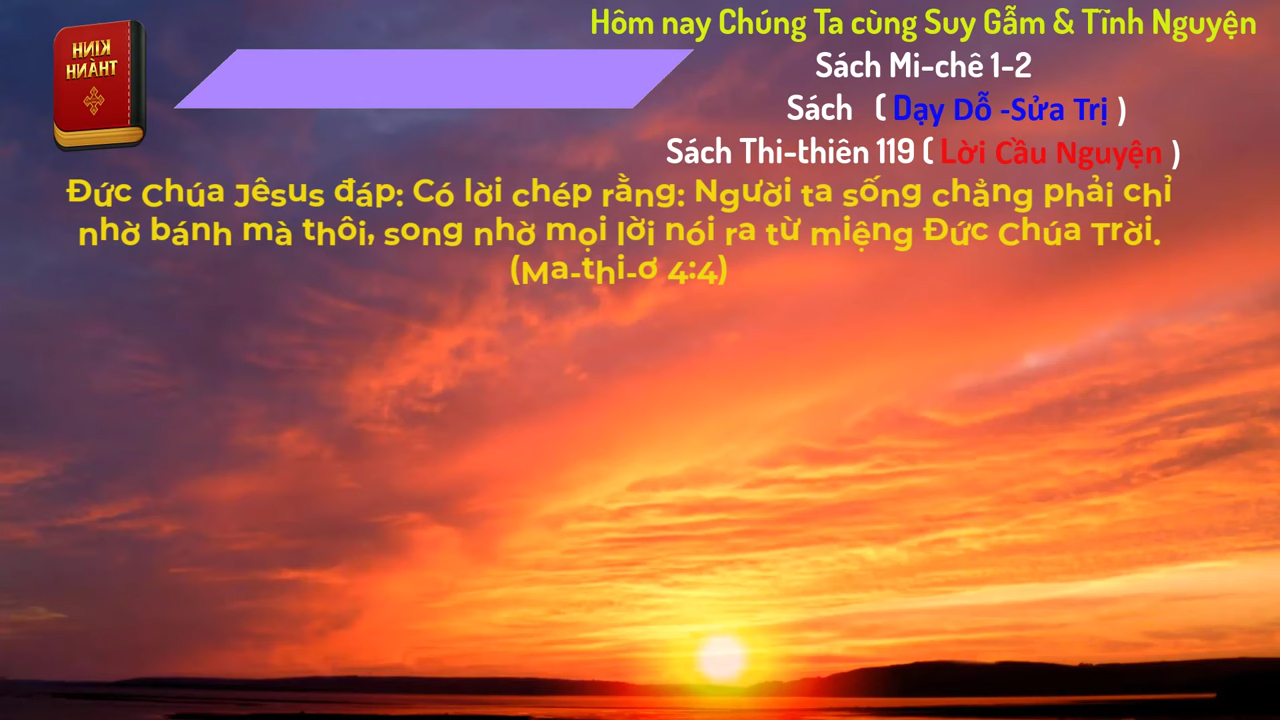 KINH
THÁNH
Hôm nay Chúng Ta cùng Suy Gẫm & Tĩnh Nguyện
Sách Mi-chê 1-2
Sách ( Dạy Dỗ -Sửa Trị )
Sách Thi-thiên 119 ( Lời Cầu Nguyện )
Đức Chúa Jêsus đáp: Có lời chép rằng: Người ta sống chẳng phải chỉ
nhờ bánh mà thôi, song nhờ mọi lời nói ra từ miệng Đức Chúa Trời.
(Ma-thi-ơ 4:4)